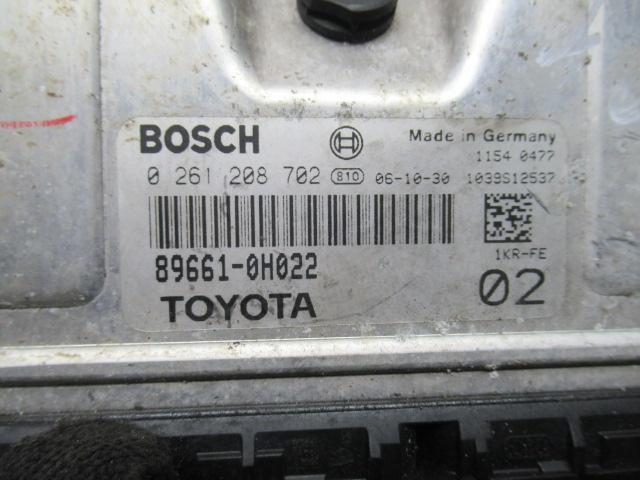 BOSCH Made in Germany
1154 0477
0 261 208 702 810 06-10-30 1039S12537
89661-0H022 1KR-FE
TOYOTA 02